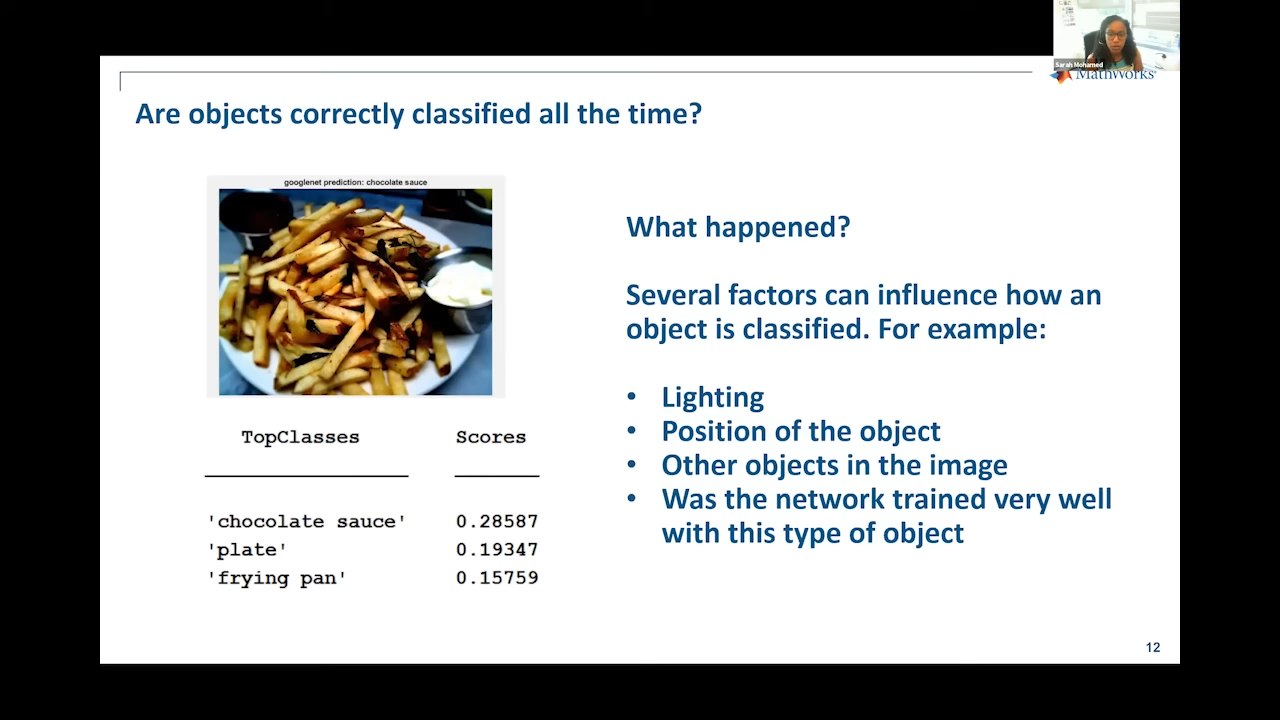 Sarah Mohamed
MathWorks®
Are objects correctly classified all the time?
googlenet prediction: chocolate sauce
TopClasses Scores
'chocolate sauce' 0.28587
'plate' 0.19347
'frying pan' 0.15759
What happened?
Several factors can influence how an
object is classified. For example:
• Lighting
• Position of the object
• Other objects in the image
• Was the network trained very well
with this type of object
12